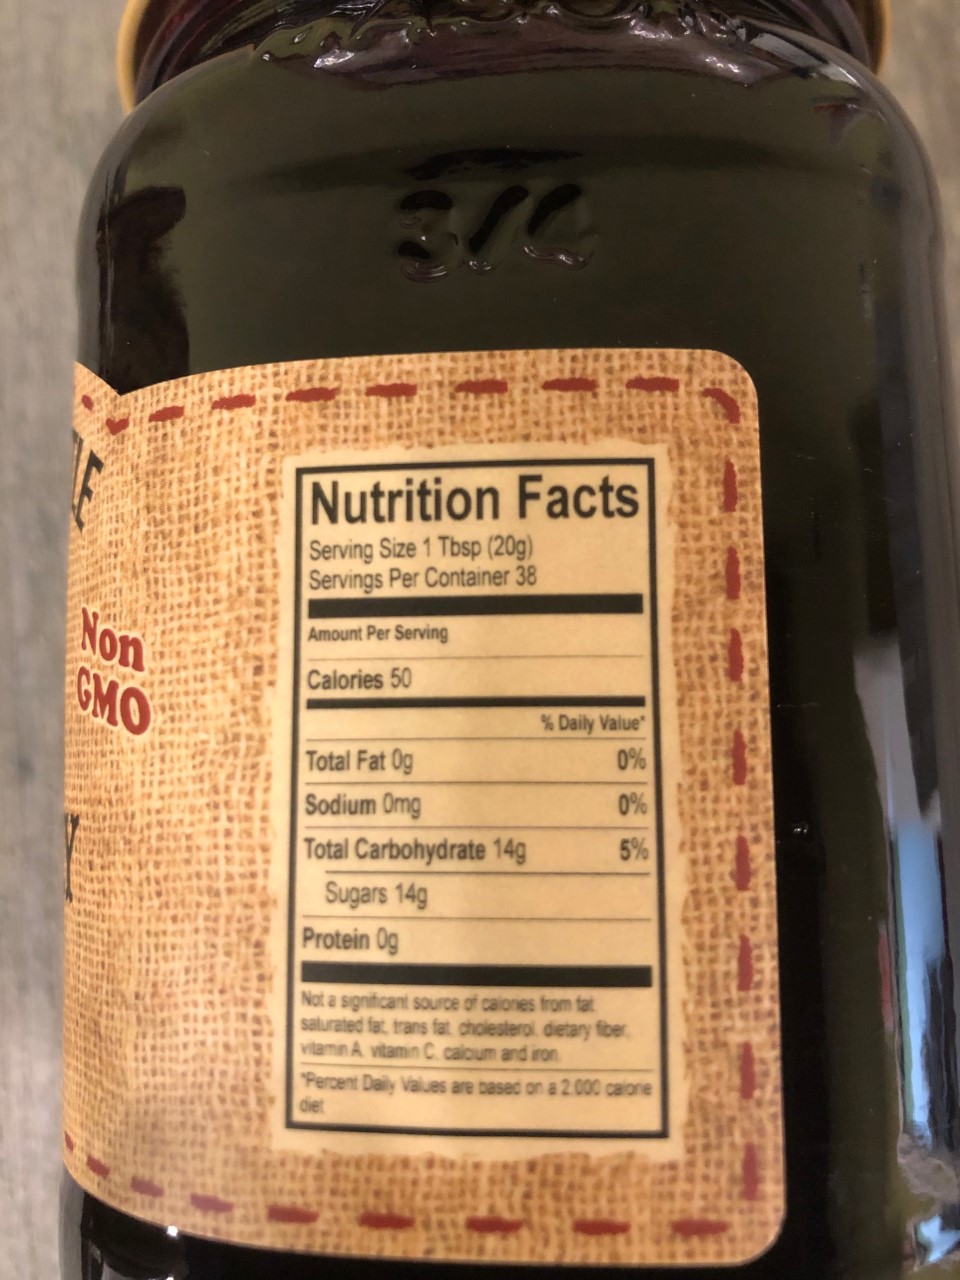 3/4
Non
GMO
Nutrition Facts
Serving Size 1 Tbsp (20g)
Servings Per Container 38
Amount Per Serving
Calories 50
% Daily Value*
Total Fat 0g 0%
Sodium 0mg 0%
Total Carbohydrate 14g 5%
Sugars 14g
Protein 0g
Not a significant source of calories from fat,
saturated fat, trans fat, cholesterol, dietary fiber,
vitamin A, vitamin C, calcium and iron.
*Percent Daily Values are based on a 2,000 calorie
diet